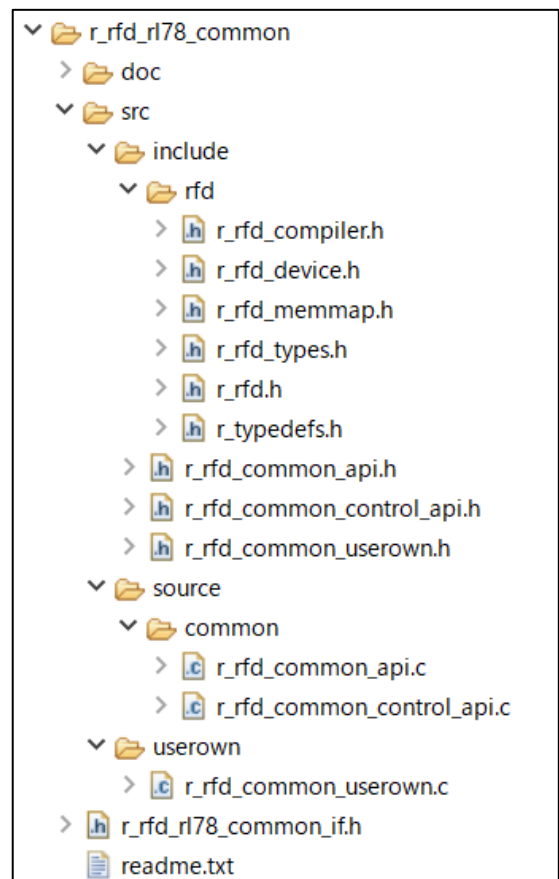 r_rfd_rl78_common
doc
src
include
rfd
r_rfd_compiler.h
r_rfd_device.h
r_rfd_memmap.h
r_rfd_types.h
r_rfd.h
r_typedefs.h
r_rfd_common_api.h
r_rfd_common_control_api.h
r_rfd_common_userown.h
source
common
r_rfd_common_api.c
r_rfd_common_control_api.c
userown
r_rfd_common_userown.c
r_rfd_rl78_common_if.h
readme.txt